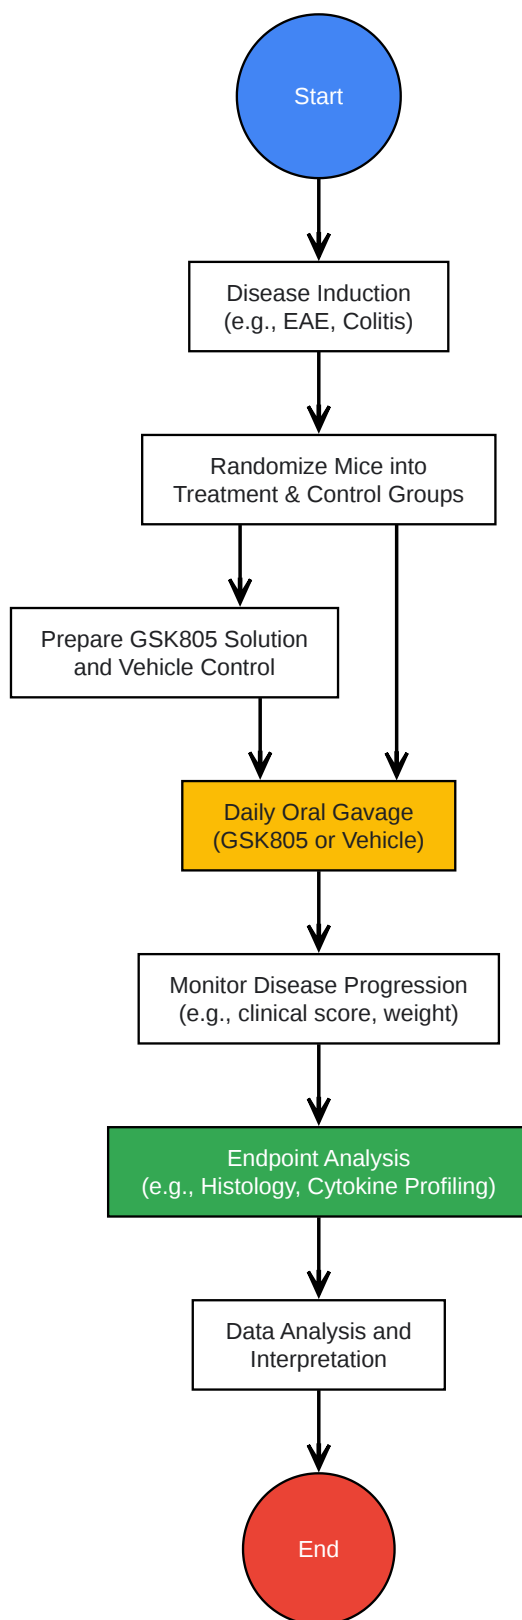 Start
Disease Induction
(e.g., EAE, Colitis)
Randomize Mice into
Treatment & Control Groups
Prepare GSK805 Solution
and Vehicle Control
Daily Oral Gavage
(GSK805 or Vehicle)
Monitor Disease Progression
(e.g., clinical score, weight)
Endpoint Analysis
(e.g., Histology, Cytokine Profiling)
Data Analysis and
Interpretation
End